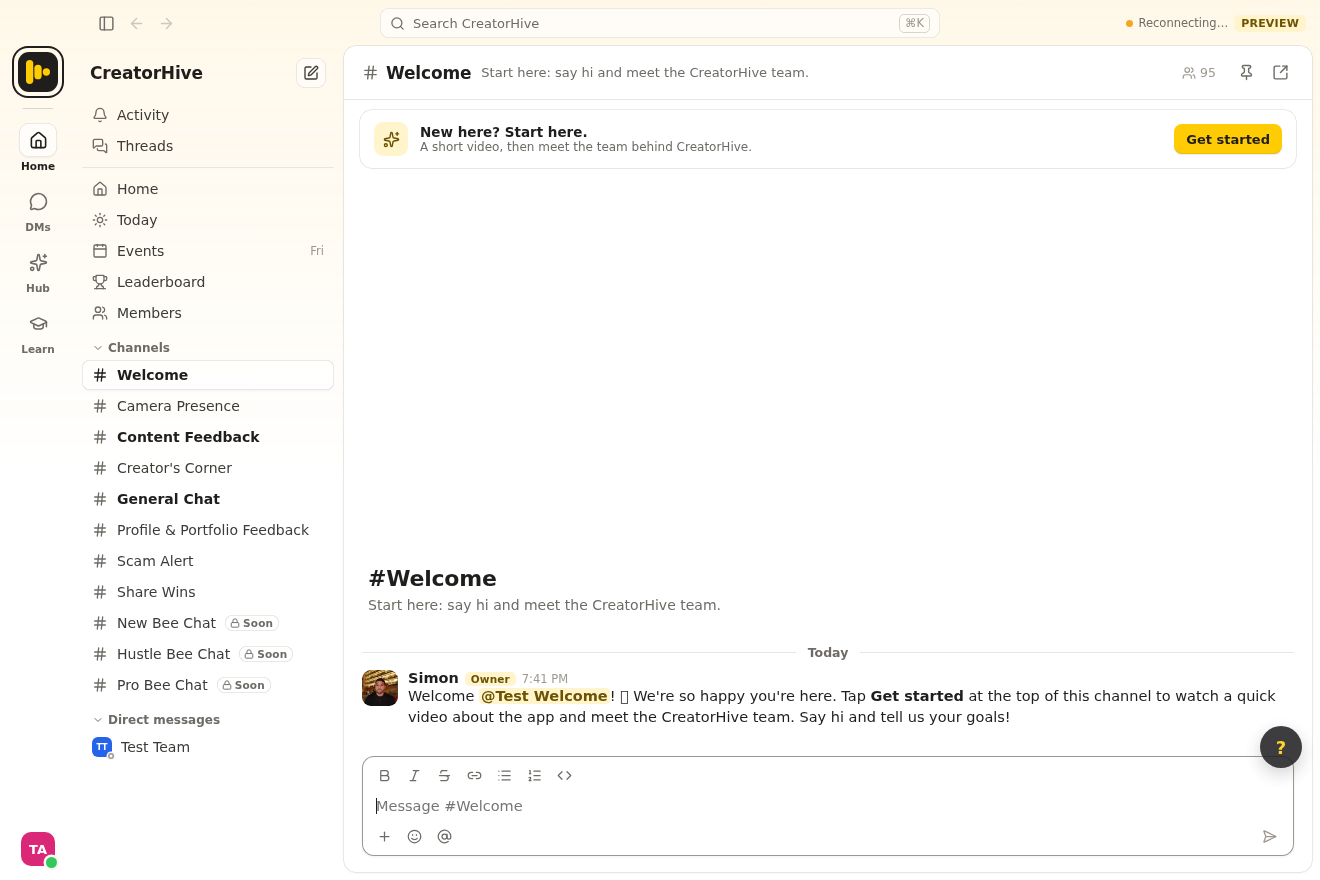 Search CreatorHive
⌘K
Reconnecting...
PREVIEW
Home
DMs
Hub
Learn
TA
CreatorHive
Activity
Threads
Home
Today
Events
Fri
Leaderboard
Members
Channels
Welcome
Camera Presence
Content Feedback
Creator's Corner
General Chat
Profile & Portfolio Feedback
Scam Alert
Share Wins
New Bee Chat Soon
Hustle Bee Chat Soon
Pro Bee Chat Soon
Direct messages
TT Test Team
# Welcome Start here: say hi and meet the CreatorHive team.
95
New here? Start here.
A short video, then meet the team behind CreatorHive.
Get started
#Welcome
Start here: say hi and meet the CreatorHive team.
Today
Simon Owner 7:41 PM
Welcome @Test Welcome! We're so happy you're here. Tap Get started at the top of this channel to watch a quick
video about the app and meet the CreatorHive team. Say hi and tell us your goals!
?
Message #Welcome